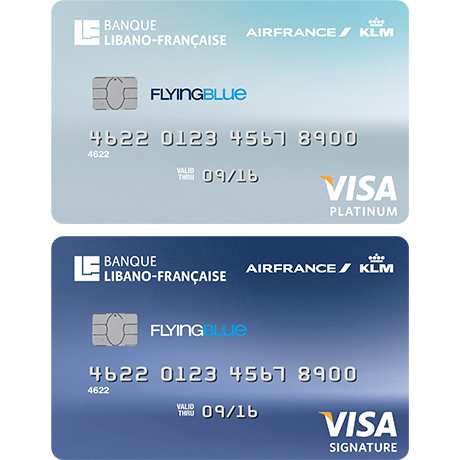 BANQUE
LIBANO-FRANÇAISE
AIRFRANCE KLM
FLYINGBLUE
4622 0123 4567 8900
4622
VALID THRU 09/16
VISA
PLATINUM
BANQUE
LIBANO-FRANÇAISE
AIRFRANCE KLM
FLYINGBLUE
4622 0123 4567 8900
4622
VALID THRU 09/16
VISA
SIGNATURE